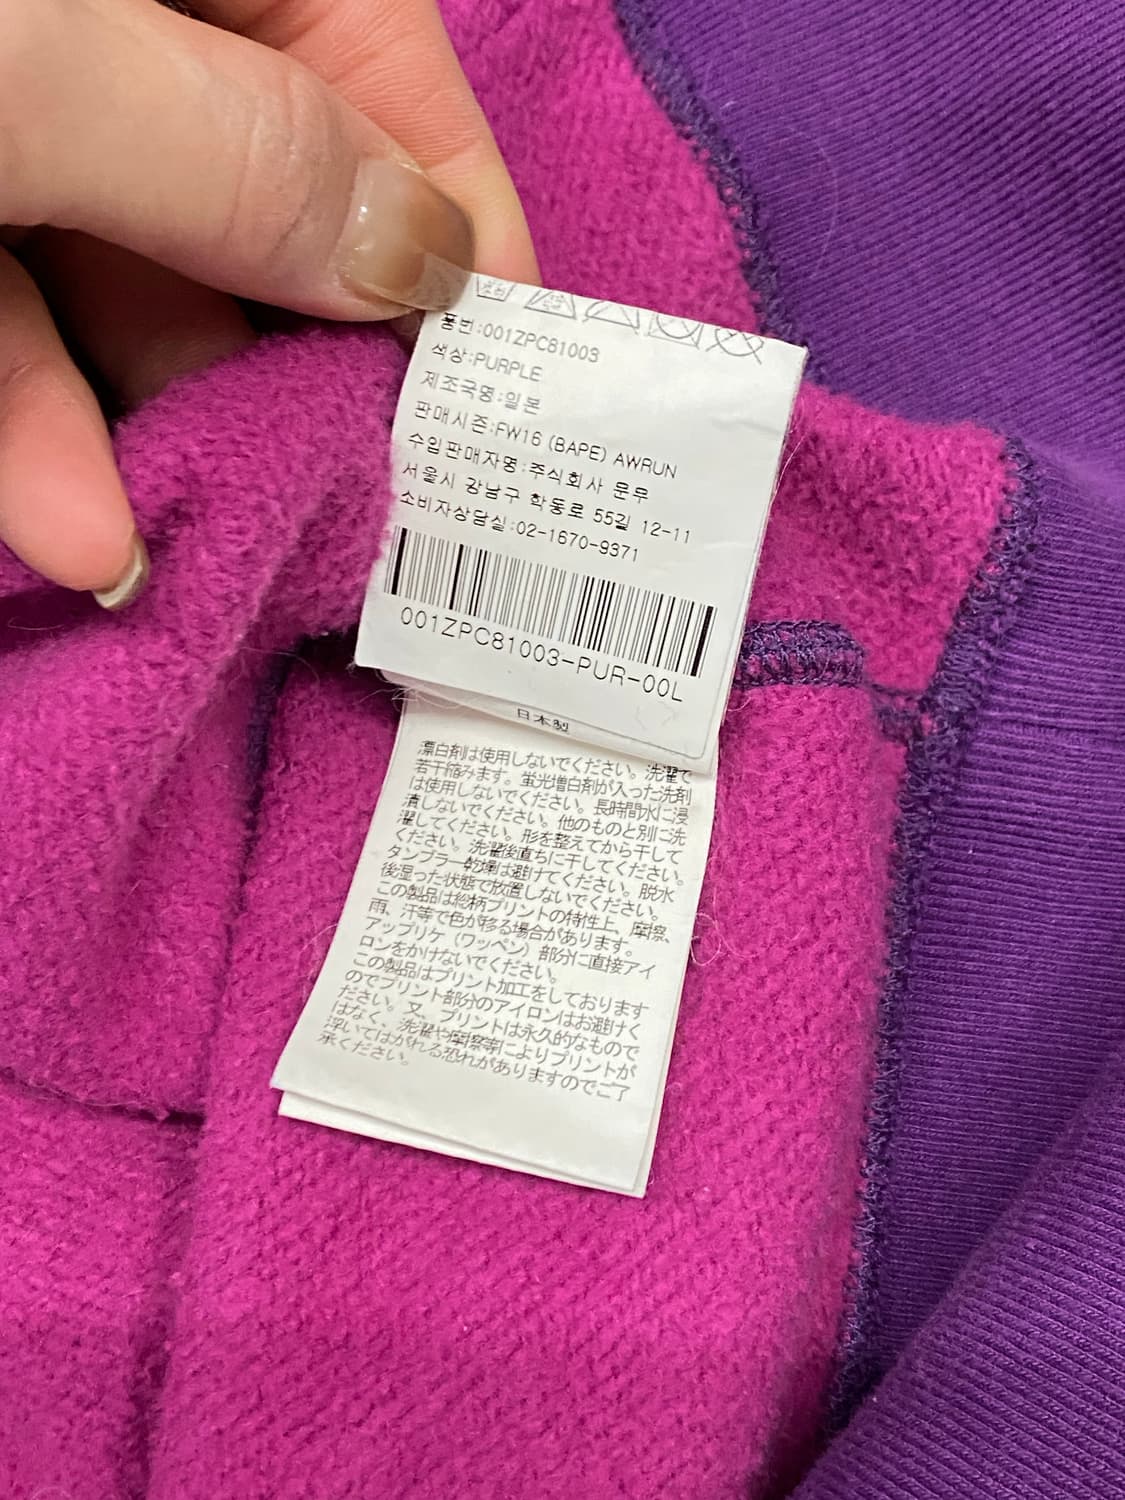 품번:001ZPC81003
색상:PURPLE
제조국명:일본
판매시즌:FW16 (BAPE) AWRUN
수입판매자명:주식회사 문무
서울시 강남구 학동로 55길 12-11
소비자상담실:02-1670-9371
001ZPC81003-PUR-00L
日本製
漂白剤は使用しないでください。洗濯で
若干縮みます。蛍光増白剤が入った洗剤
は使用しないでください。長時間水に浸
漬しないでください。他のものと別に洗
濯してください。形を整えてから干して
ください。洗濯後直ちに干してください。
タンブラー乾燥は避けてください。脱水
後湿った状態で放置しないでください。
この製品は総柄プリントの特性上、摩擦、
雨、汗等で色が移る場合があります。
アップリケ（ワッペン）部分に直接アイ
ロンをかけないでください。
この製品はプリント加工をしております
のでプリント部分のアイロンはお避けく
ださい。又、プリントは永久的なもので
はなく、洗濯や摩擦等によりプリントが
浮いてはがれる恐れがありますのでご了
承ください。